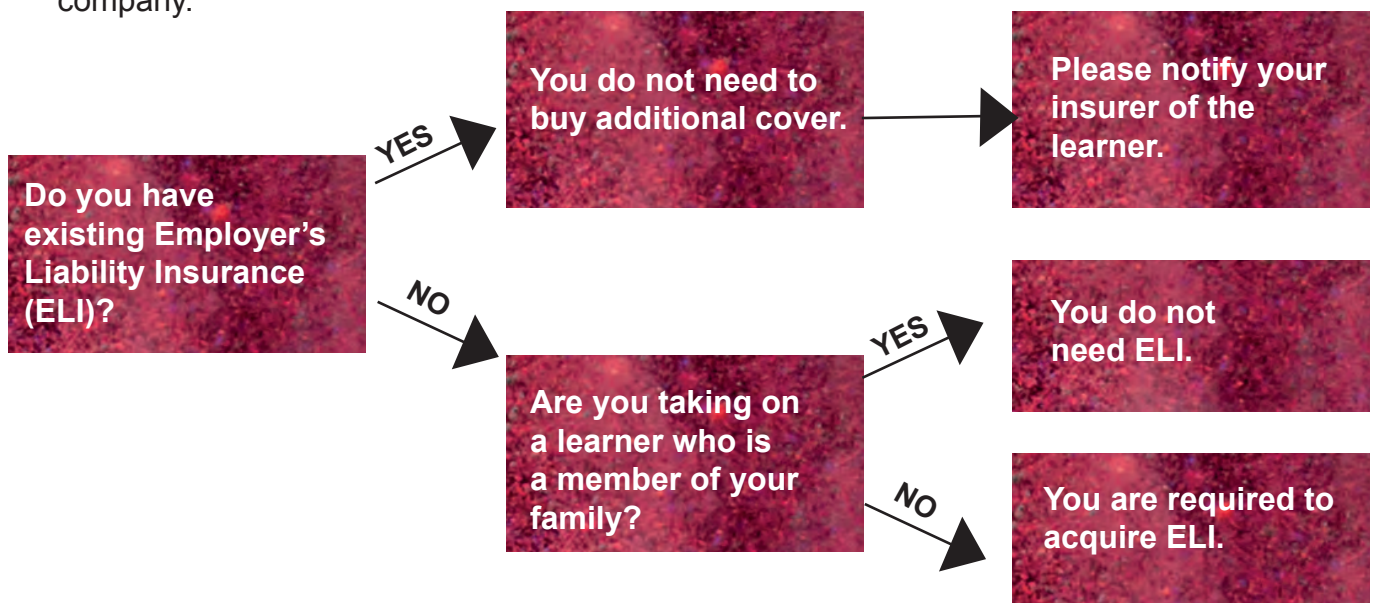 company.
You do not need to
buy additional cover.
Please notify your
insurer of the
learner.
YES
Do you have
existing Employer’s
Liability Insurance
(ELI)?
NO
Are you taking on
a learner who is
a member of your
family?
YES
You do not
need ELI.
NO
You are required to
acquire ELI.